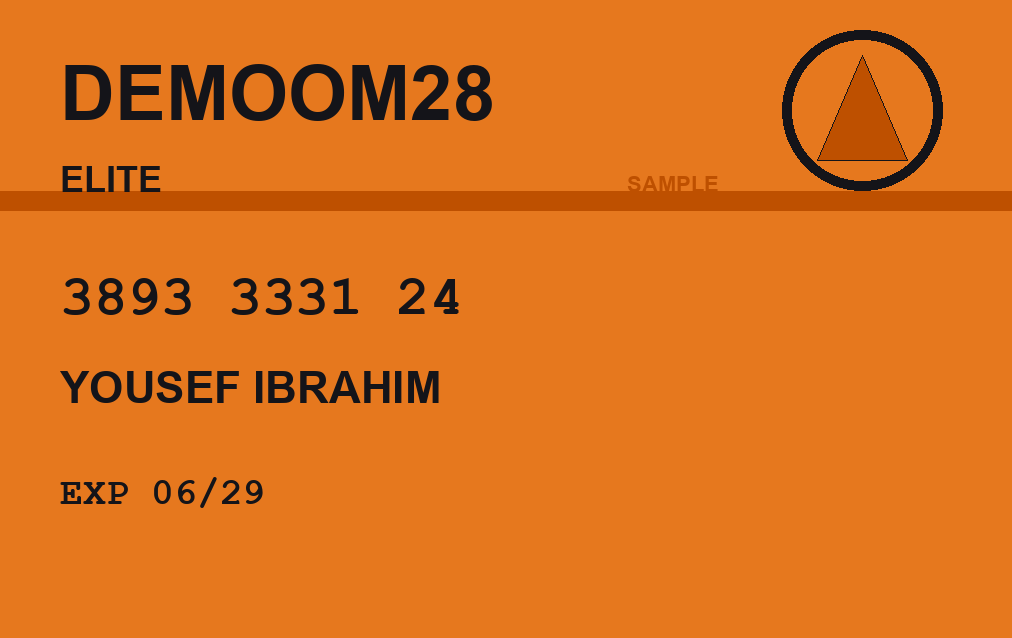 DEMOOM28
ELITE
SAMPLE
3893 3331 24
YOUSEF IBRAHIM
EXP 06/29